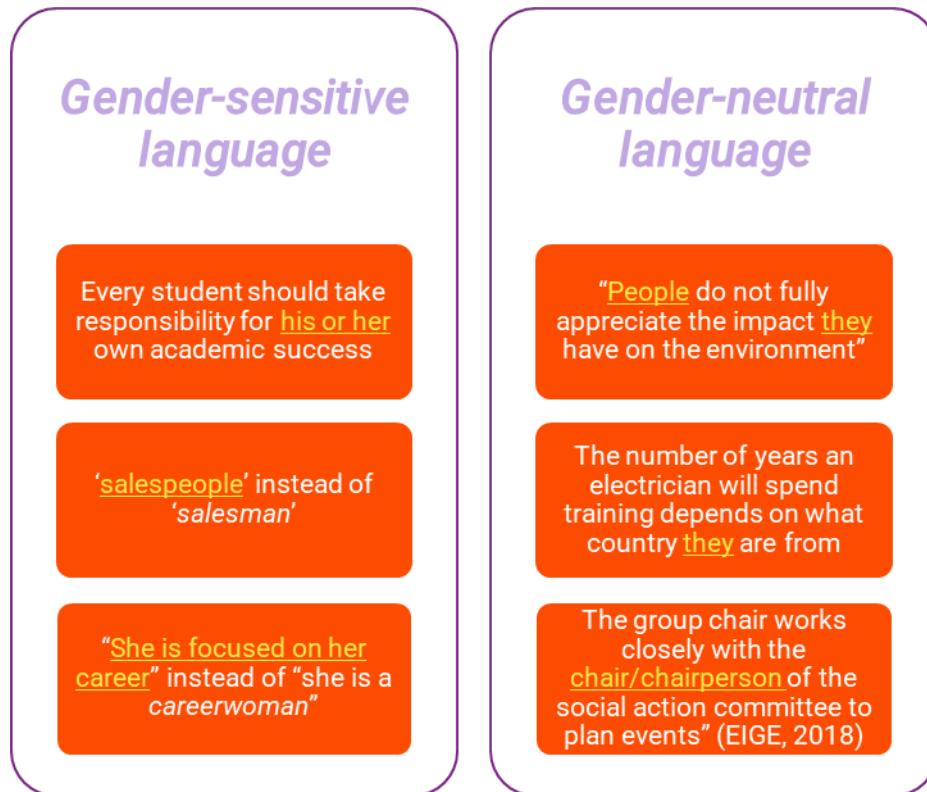 Gender-sensitive
language
Every student should take
responsibility for his or her
own academic success
‘salespeople’ instead of
‘salesman’
“She is focused on her
career” instead of “she is a
careerwoman”
Gender-neutral
language
“People do not fully
appreciate the impact they
have on the environment”
The number of years an
electrician will spend
training depends on what
country they are from
The group chair works
closely with the
chair/chairperson of the
social action committee to
plan events” (EIGE, 2018)